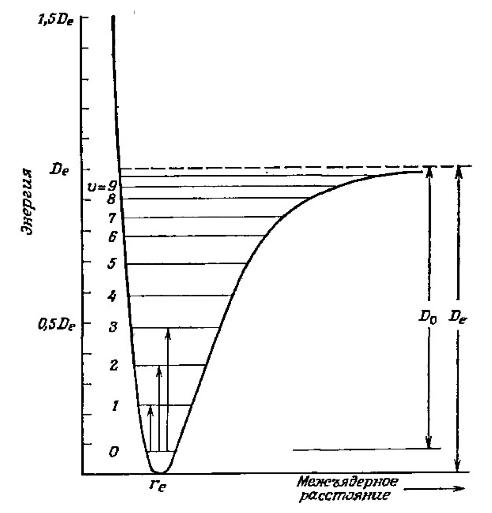 1,5De
De
Энергия
υ=9
8
7
6
5
4
0,5De
3
D₀ De
2
1
0
re
Межъядерное
расстояние